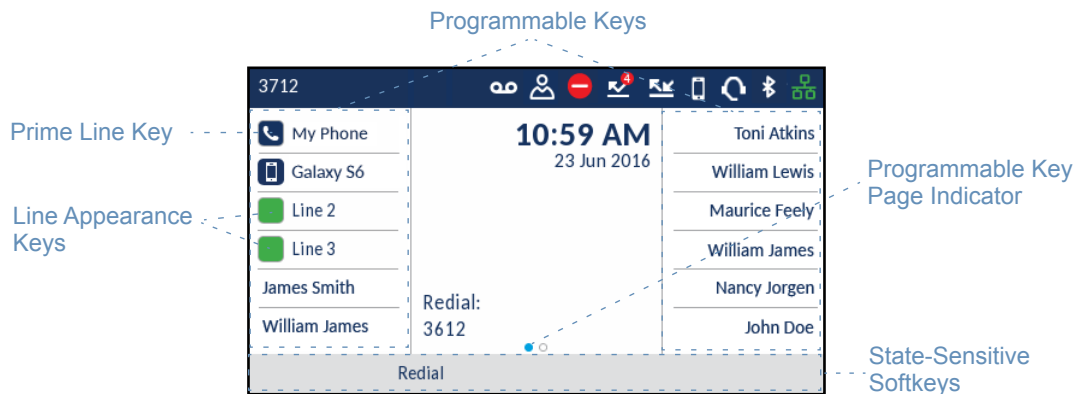 Programmable Keys
3712
4
Prime Line Key
My Phone
10:59 AM
Toni Atkins
Galaxy S6
23 Jun 2016
William Lewis
Programmable Key
Page Indicator
Line Appearance
Keys
Line 2
Maurice Feely
Line 3
William James
James Smith
Nancy Jorgen
Redial:
William James
3612
John Doe
State-Sensitive
Softkeys
Redial